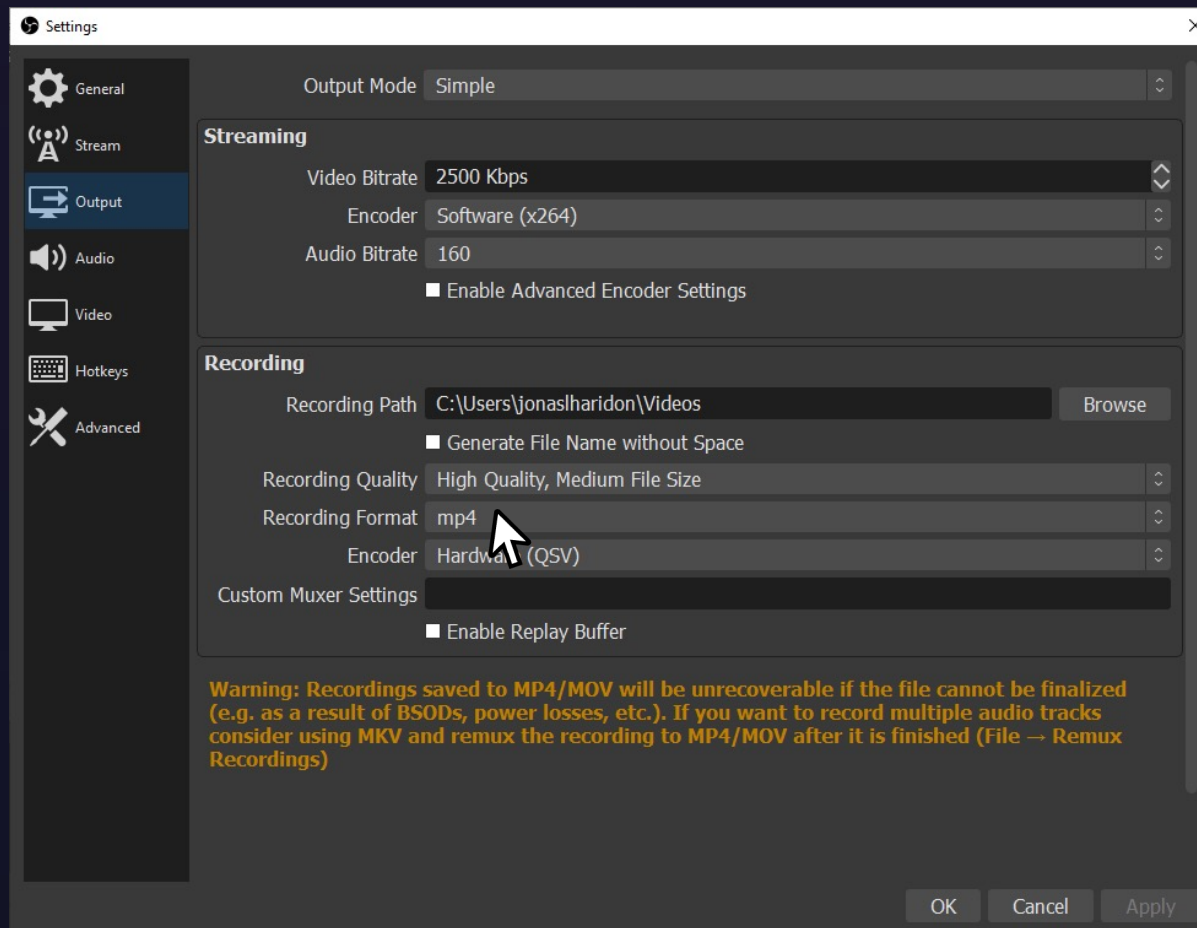 Settings
General
Stream
Output
Audio
Video
Hotkeys
Advanced
Output Mode Simple
Streaming
Video Bitrate 2500 Kbps
Encoder Software (x264)
Audio Bitrate 160
Enable Advanced Encoder Settings
Recording
Recording Path C:\Users\jonaslharidon\Videos Browse
Generate File Name without Space
Recording Quality High Quality, Medium File Size
Recording Format mp4
Encoder Hardware (QSV)
Custom Muxer Settings
Enable Replay Buffer
Warning: Recordings saved to MP4/MOV will be unrecoverable if the file cannot be finalized
(e.g. as a result of BSODs, power losses, etc.). If you want to record multiple audio tracks
consider using MKV and remux the recording to MP4/MOV after it is finished (File → Remux
Recordings)
OK Cancel Apply